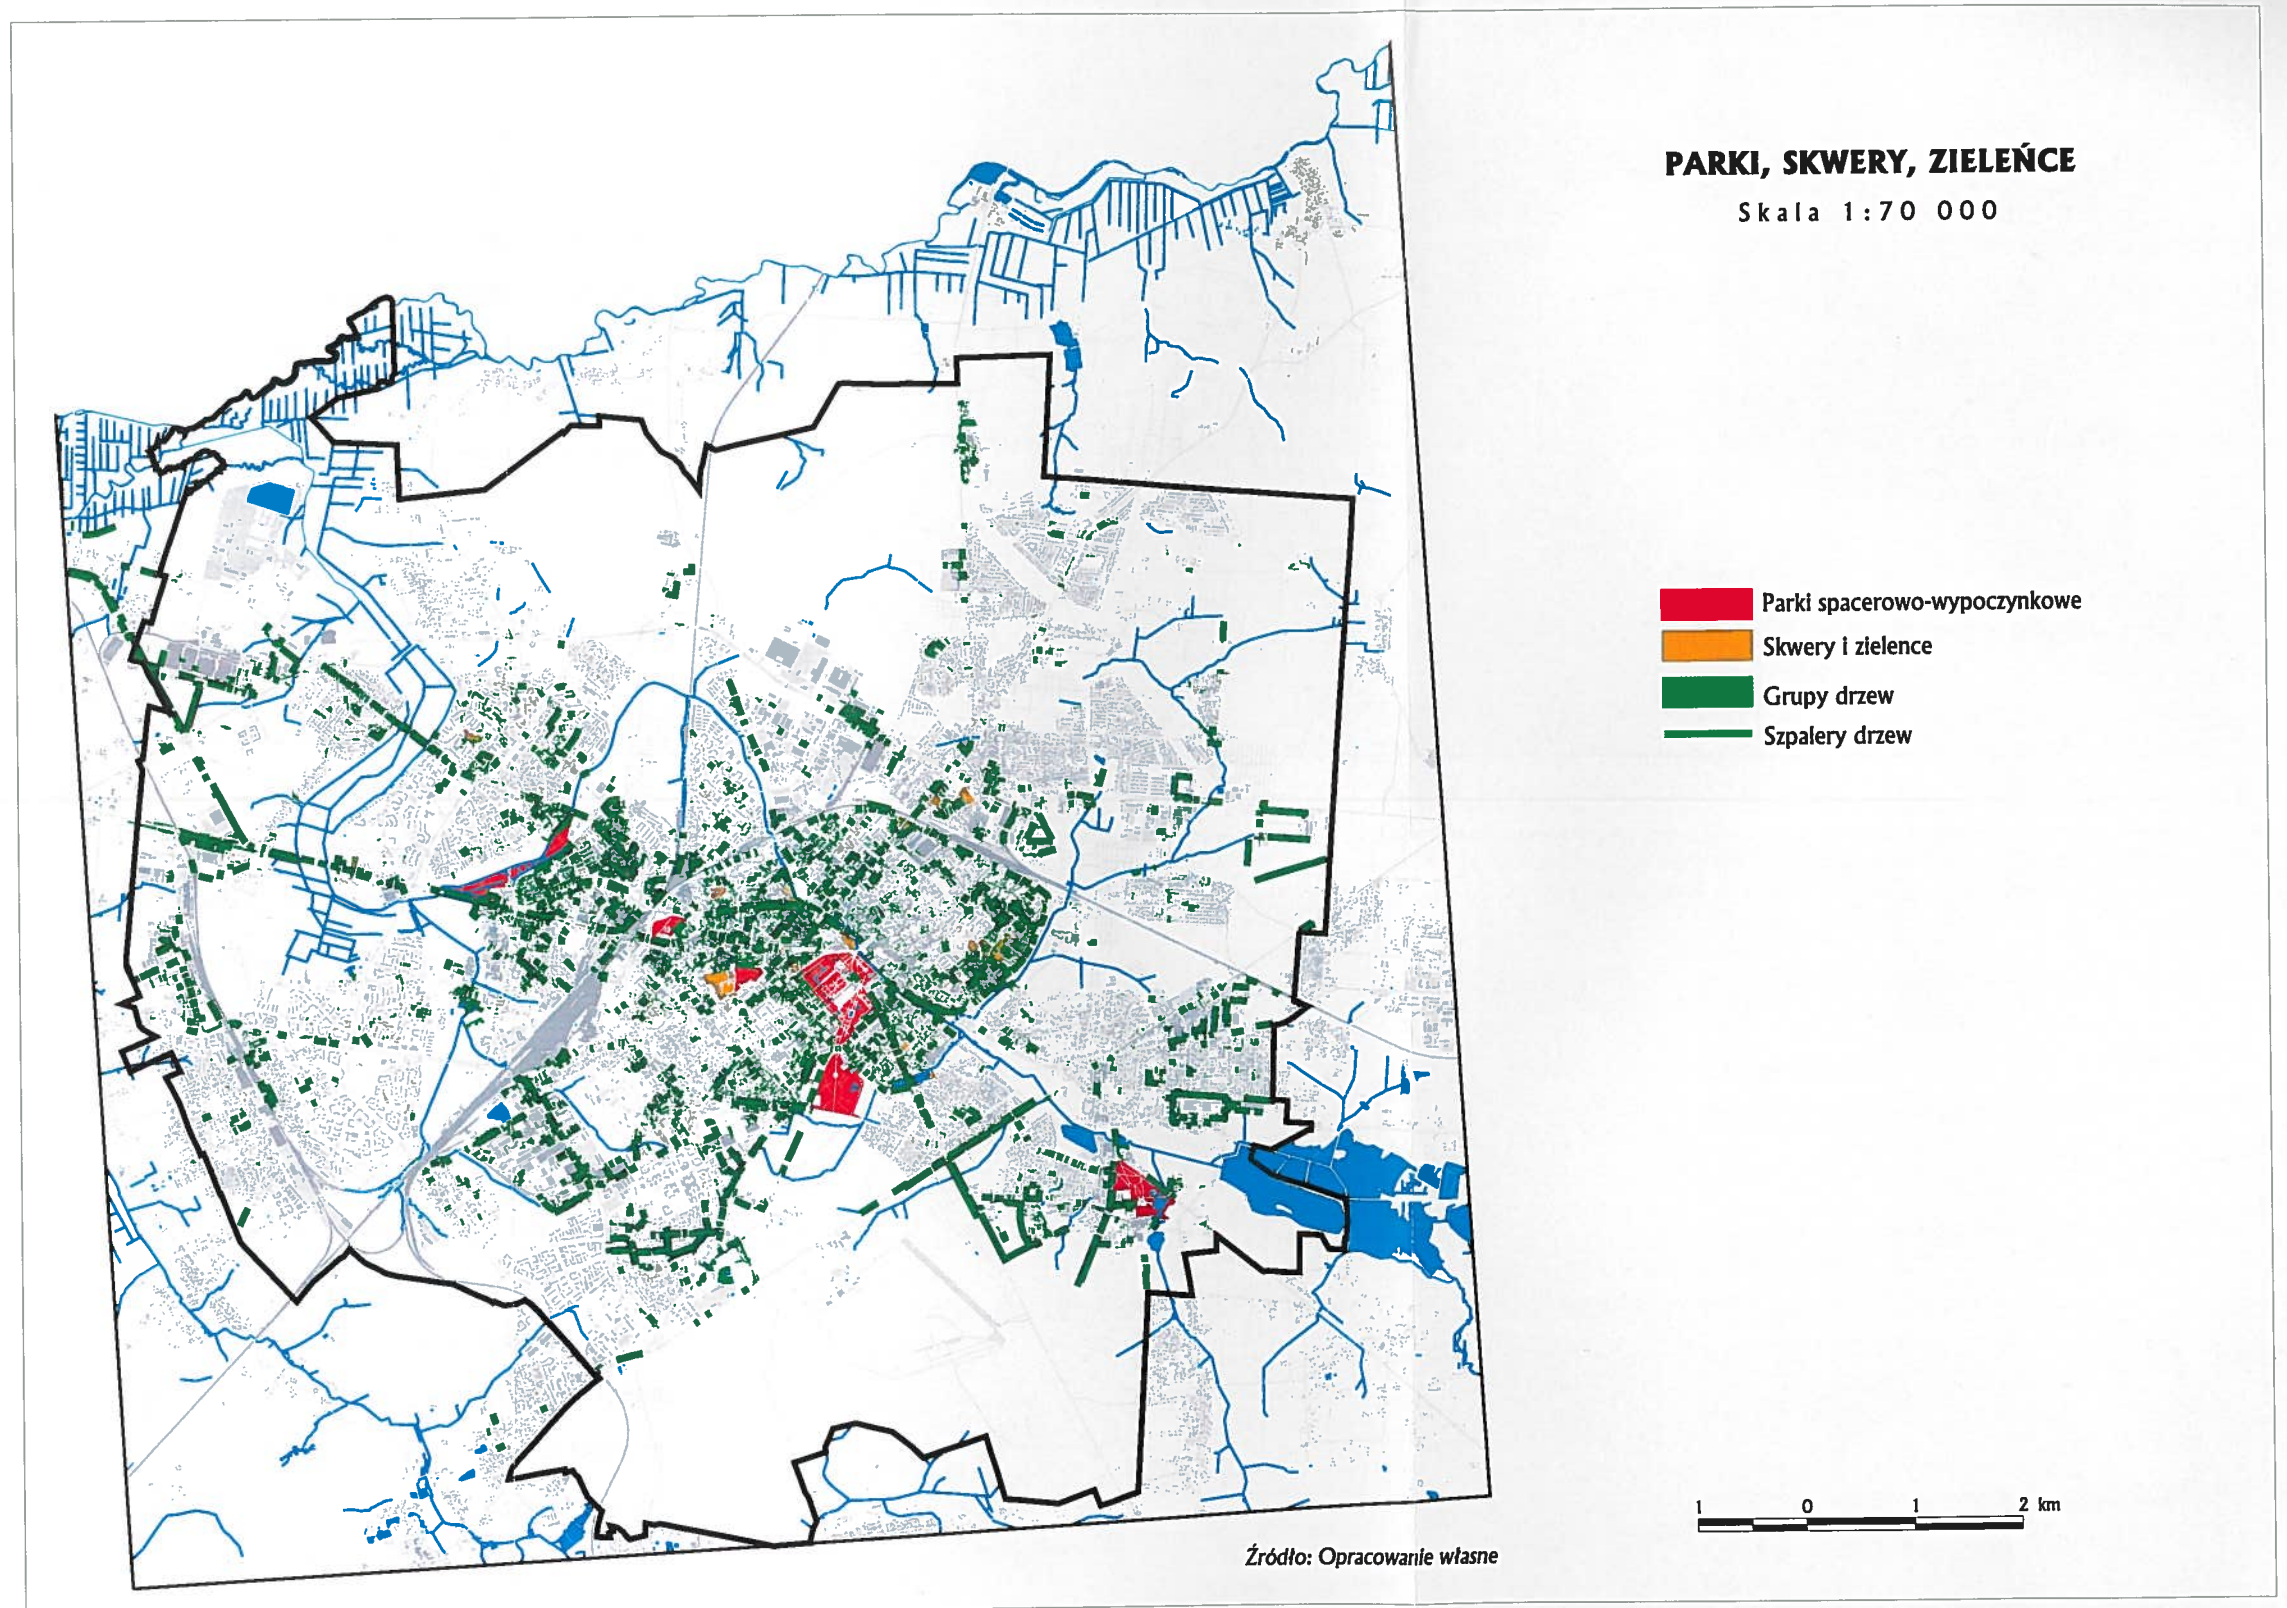 PARKI, SKWERY, ZIELEŃCE
Skala 1:70 000
Parki spacerowo-wypoczynkowe
Skwery i zielence
Grupy drzew
Szpalery drzew
1 0 1 2 km
Źródło: Opracowanie własne